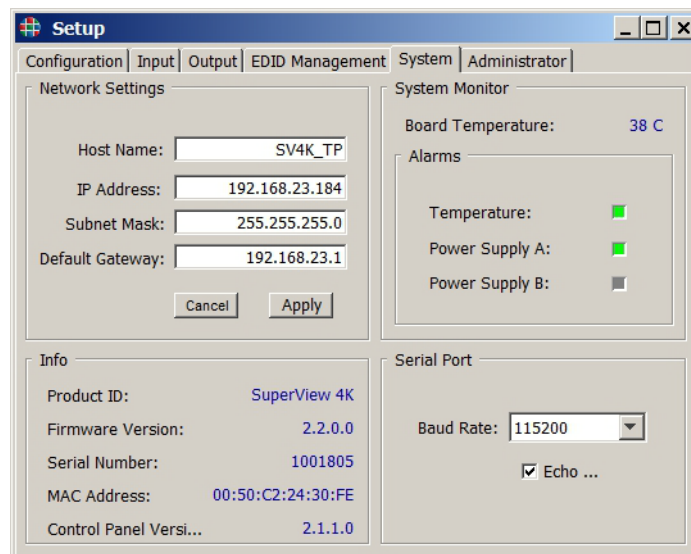 Setup
Configuration Input Output EDID Management System Administrator
Network Settings
Host Name: SV4K_TP
IP Address: 192.168.23.184
Subnet Mask: 255.255.255.0
Default Gateway: 192.168.23.1
Cancel Apply
System Monitor
Board Temperature: 38 C
Alarms
Temperature:
Power Supply A:
Power Supply B:
Info
Product ID: SuperView 4K
Firmware Version: 2.2.0.0
Serial Number: 1001805
MAC Address: 00:50:C2:24:30:FE
Control Panel Versi... 2.1.1.0
Serial Port
Baud Rate: 115200
Echo ...